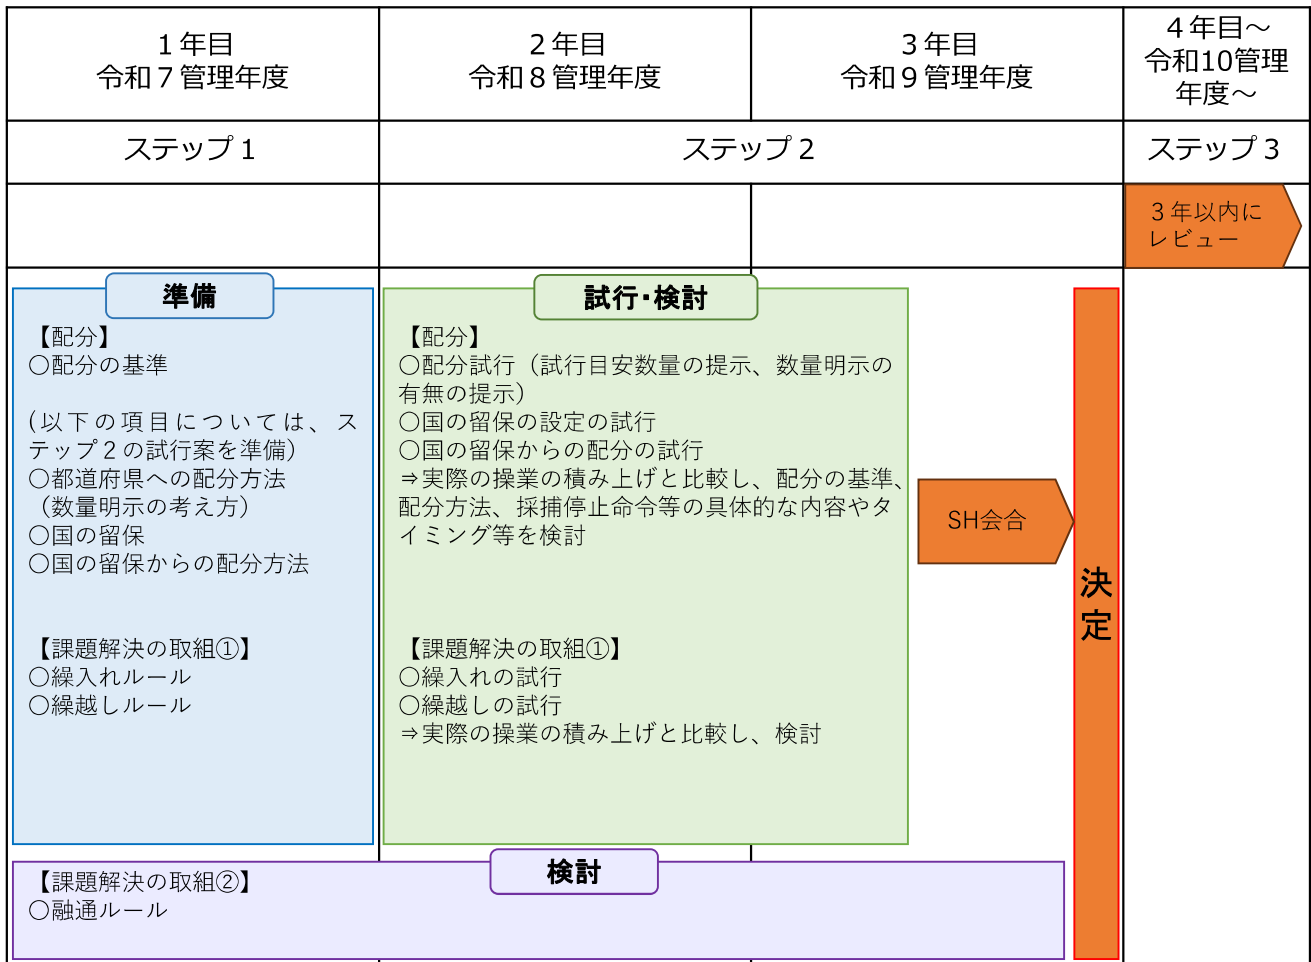 １年目
令和７管理年度
２年目
令和８管理年度
３年目
令和９管理年度
４年目～
令和10管理
年度～
ステップ１
ステップ２
ステップ３
３年以内に
レビュー
準備
【配分】
○配分の基準
(以下の項目については、ス
テップ２の試行案を準備）
○都道府県への配分方法
（数量明示の考え方）
○国の留保
○国の留保からの配分方法
【課題解決の取組①】
○繰入れルール
○繰越しルール
試行・検討
【配分】
○配分試行（試行目安数量の提示、数量明示の
有無の提示）
○国の留保の設定の試行
○国の留保からの配分の試行
⇒実際の操業の積み上げと比較し、配分の基準、
配分方法、採捕停止命令等の具体的な内容やタ
イミング等を検討
【課題解決の取組①】
○繰入れの試行
○繰越しの試行
⇒実際の操業の積み上げと比較し、検討
SH会合
決
定
検討
【課題解決の取組②】
○融通ルール